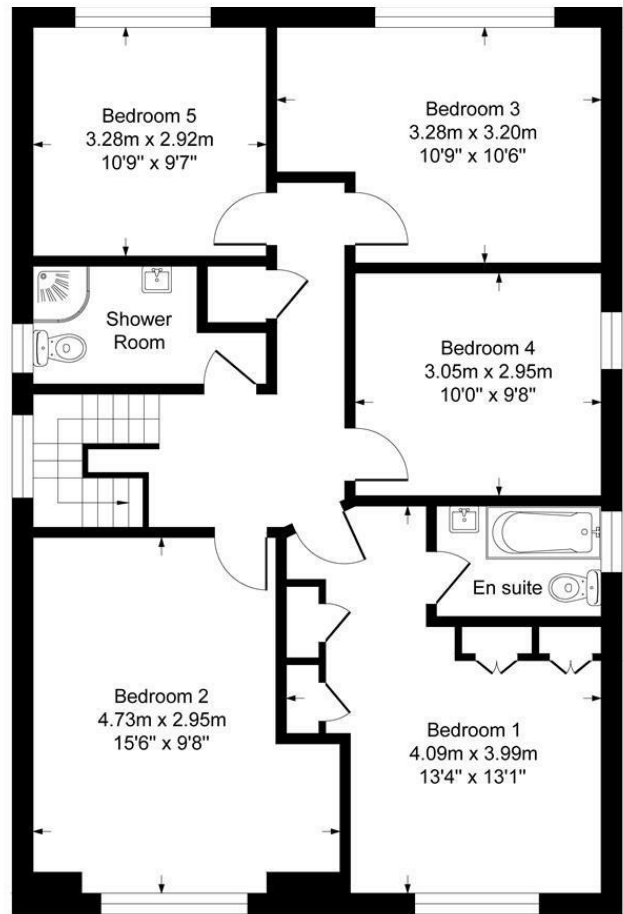 Bedroom 5
3.28m x 2.92m
10'9" x 9'7"
Bedroom 3
3.28m x 3.20m
10'9" x 10'6"
Shower
Room
Bedroom 4
3.05m x 2.95m
10'0" x 9'8"
En suite
Bedroom 2
4.73m x 2.95m
15'6" x 9'8"
Bedroom 1
4.09m x 3.99m
13'4" x 13'1"